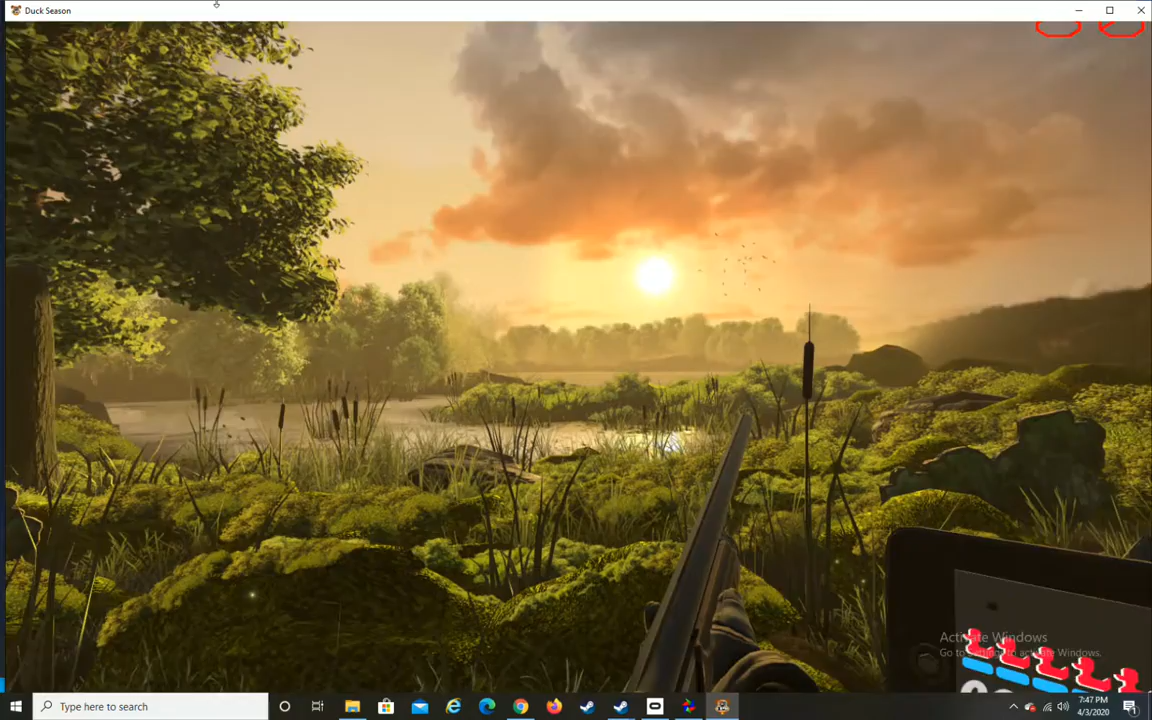 Duck Season
Activate Windows
Go to Settings to activate Windows.
Type here to search
7:47 PM
4/3/2020
1